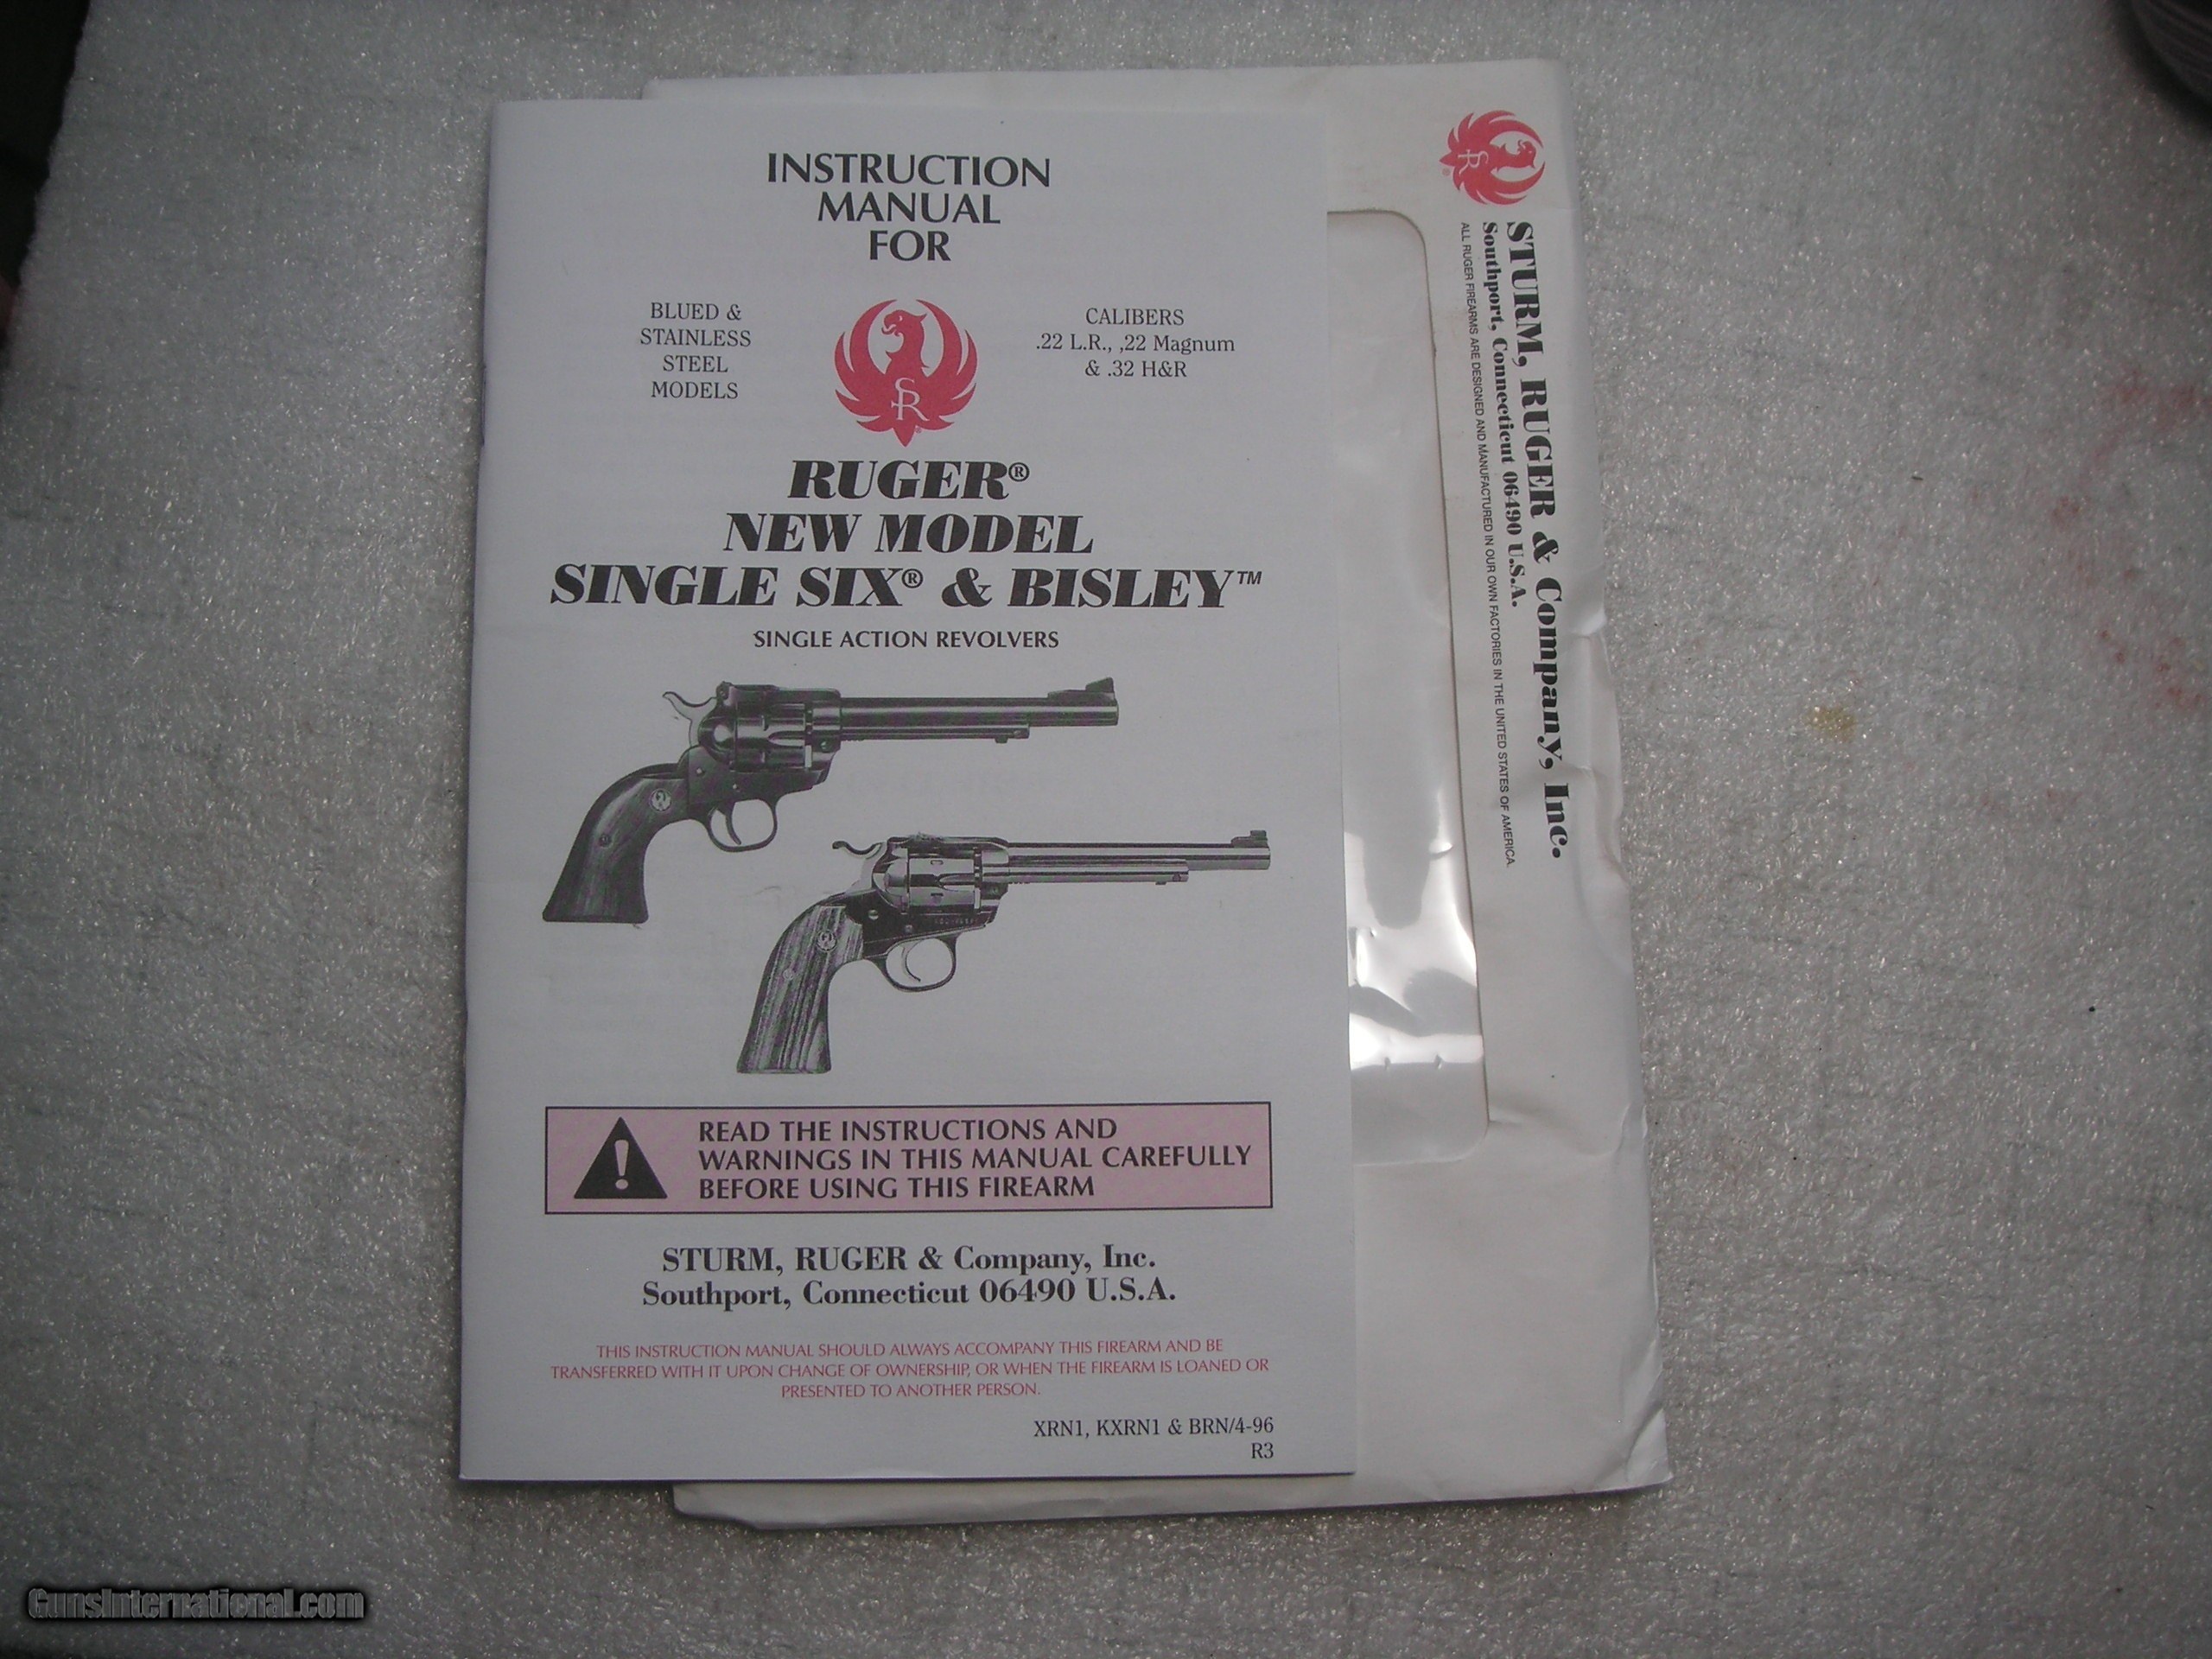 INSTRUCTION
MANUAL
FOR
BLUED &
STAINLESS
STEEL
MODELS
CALIBERS
.22 L.R., ,22 Magnum
& .32 H&R
SR
RUGER®
NEW MODEL
SINGLE SIX® & BISLEY™
SINGLE ACTION REVOLVERS
READ THE INSTRUCTIONS AND
WARNINGS IN THIS MANUAL CAREFULLY
BEFORE USING THIS FIREARM
STURM, RUGER & Company, Inc.
Southport, Connecticut 06490 U.S.A.
THIS INSTRUCTION MANUAL SHOULD ALWAYS ACCOMPANY THIS FIREARM AND BE
TRANSFERRED WITH IT UPON CHANGE OF OWNERSHIP, OR WHEN THE FIREARM IS LOANED OR
PRESENTED TO ANOTHER PERSON.
XRN1, KXRN1 & BRN/4-96
R3
SR
STURM, RUGER & Company, Inc.
Southport, Connecticut 06490 U.S.A.
ALL RUGER FIREARMS ARE DESIGNED AND MANUFACTURED IN OUR OWN FACTORIES IN THE UNITED STATES OF AMERICA.
GunsInternational.com